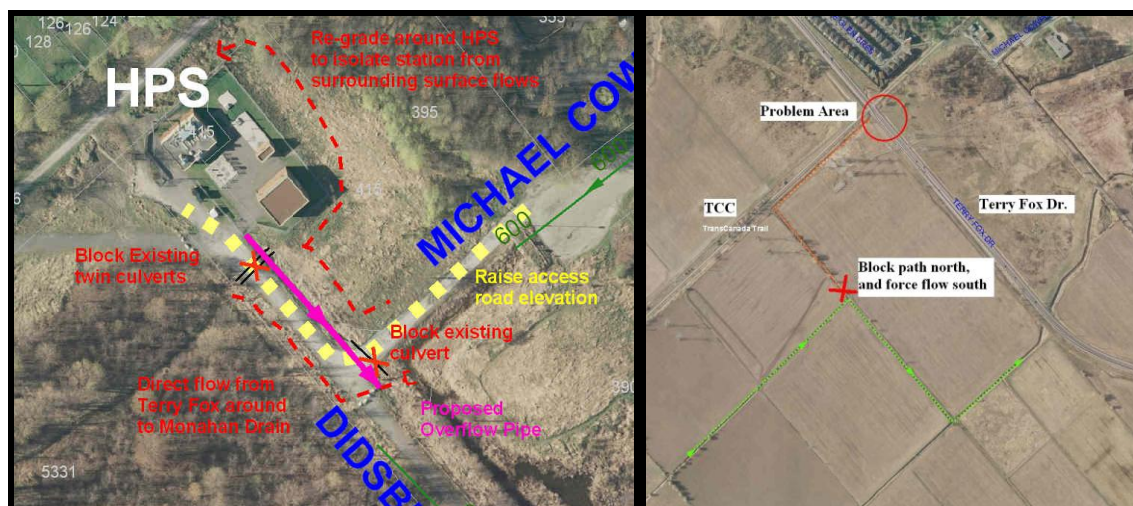 128
124
HPS
415
Re-grade around HPS
to isolate station from
surrounding surface flows
395
415
MICHAEL COW
600
Block Existing
twin culverts
Raise access
road elevation
Block existing
culvert
Direct flow from
Terry Fox around
to Monahan Drain
Proposed
Overflow Pipe
DIDSB
5331
390
MICHAEL COWP
Problem Area
TCC
TransCanada Trail
Terry Fox Dr.
TERRY FOX DR
Block path north,
and force flow south